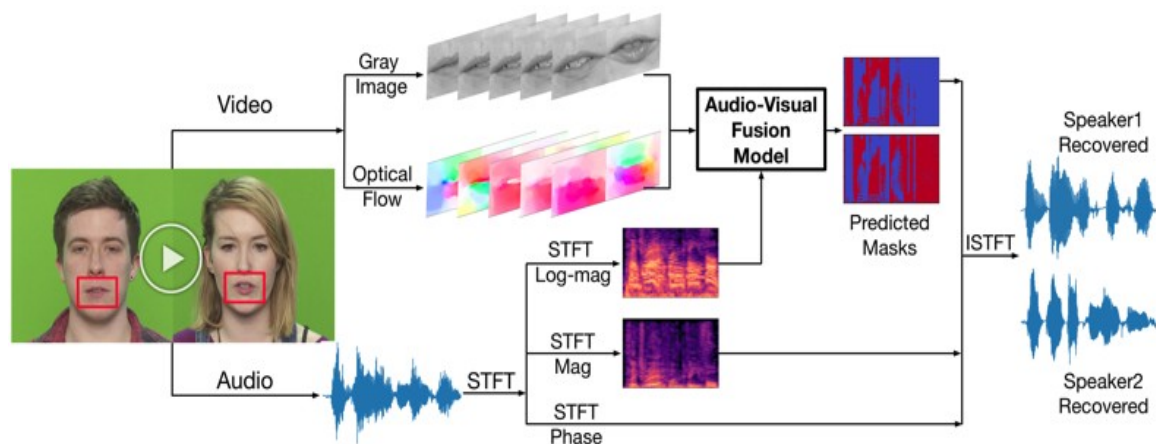 Video
Gray
Image
Optical
Flow
Audio-Visual
Fusion
Model
Predicted
Masks
Speaker1
Recovered
ISTFT
STFT
Log-mag
STFT
Mag
STFT
Phase
Audio
STFT
Speaker2
Recovered